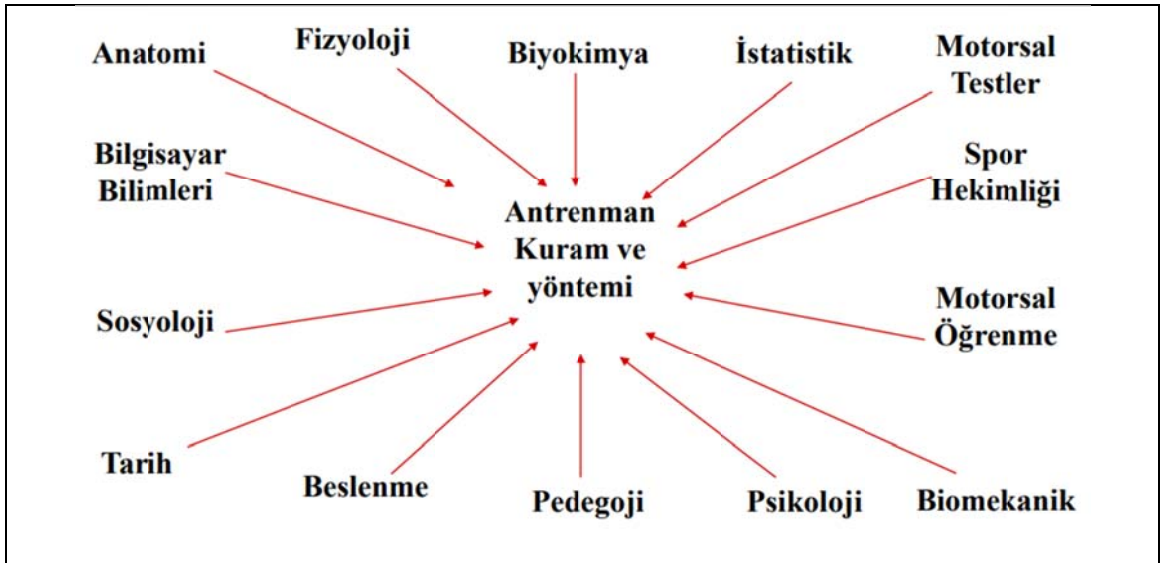 Anatomi
Fizyoloji
Biyokimya
İstatistik
Motorsal
Testler
Bilgisayar
Bilimleri
Spor
Hekimliği
Antrenman
Kuram ve
yöntemi
Sosyoloji
Motorsal
Öğrenme
Tarih
Beslenme
Pedegoji
Psikoloji
Biomekanik